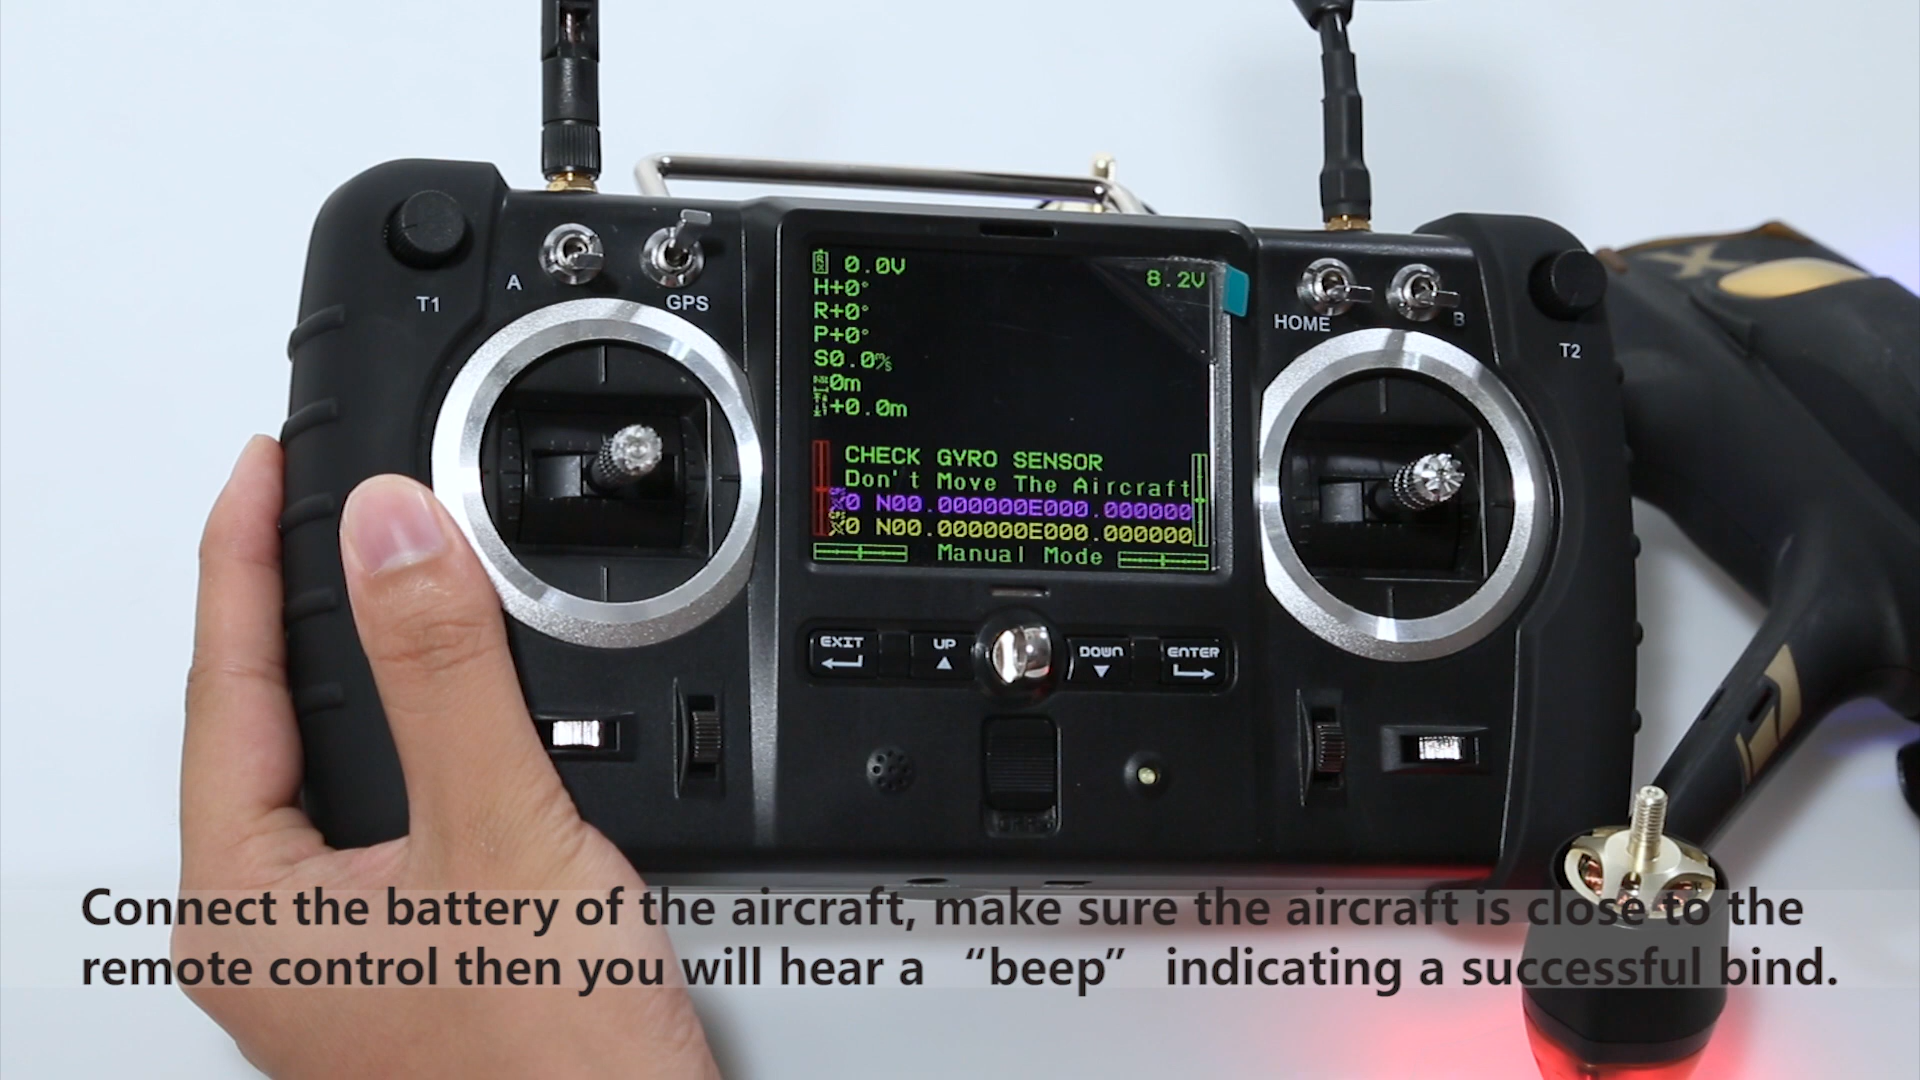 T1
A
GPS
HOME
B
T2
0.0V
8.2V
H+0°
R+0°
P+0°
S0.0m/s
0m
+0.0m
CHECK GYRO SENSOR
Don't Move The Aircraft
0 N00.000000E000.000000
0 N00.000000E000.000000
Manual Mode
EXIT
UP
DOWN
ENTER
Connect the battery of the aircraft, make sure the aircraft is close to the
remote control then you will hear a “beep” indicating a successful bind.